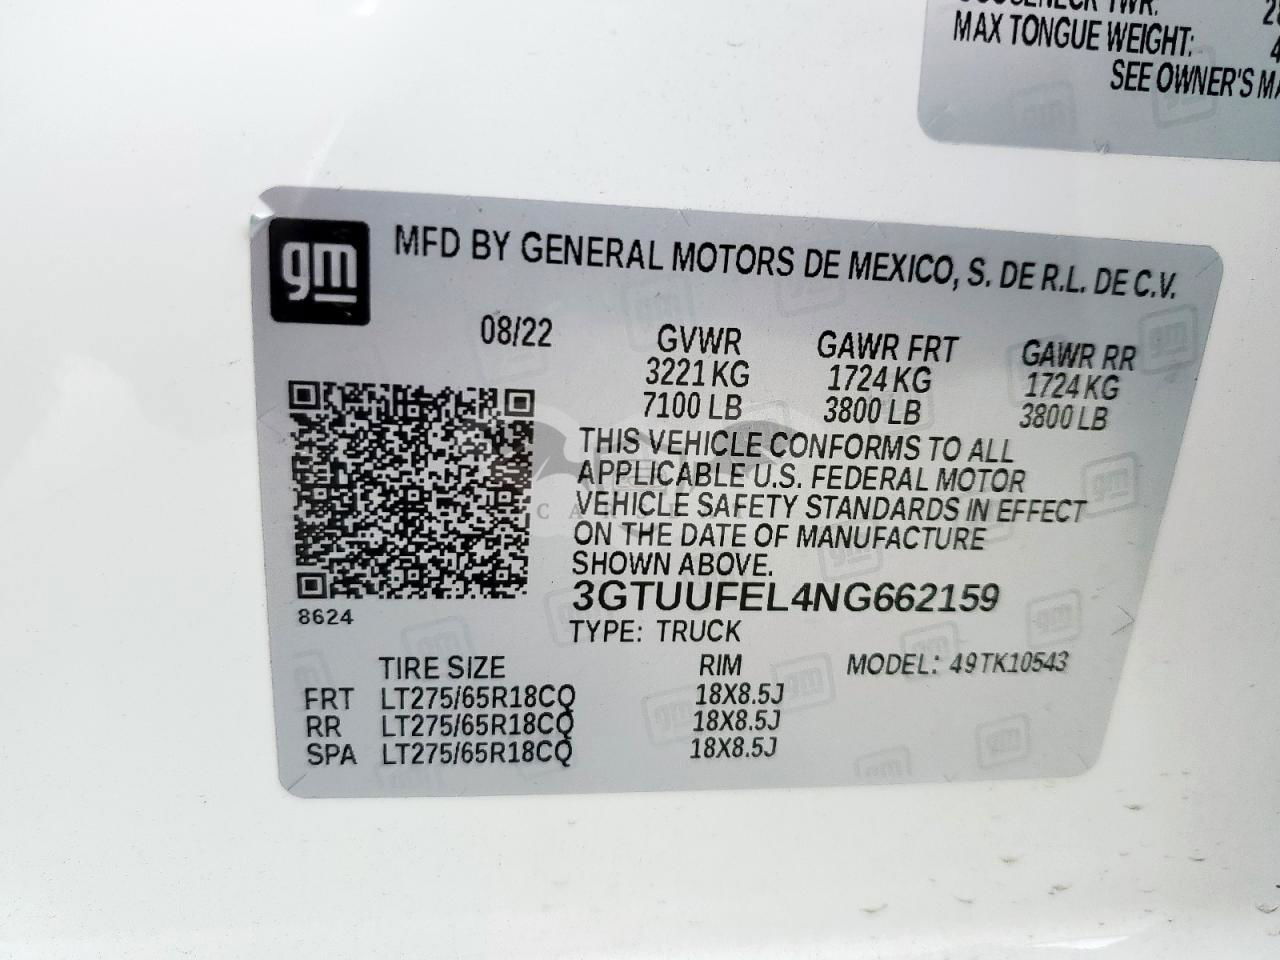 MAX TONGUE WEIGHT:
SEE OWNER'S
gm
MFD BY GENERAL MOTORS DE MEXICO, S. DE R.L. DE C.V.
08/22
GVWR GAWR FRT GAWR RR
3221 KG 1724 KG 1724 KG
7100 LB 3800 LB 3800 LB
THIS VEHICLE CONFORMS TO ALL
APPLICABLE U.S. FEDERAL MOTOR
VEHICLE SAFETY STANDARDS IN EFFECT
ON THE DATE OF MANUFACTURE
SHOWN ABOVE.
3GTUUFEL4NG662159
8624
TYPE: TRUCK
TIRE SIZE RIM MODEL: 49TK10543
FRT LT275/65R18CQ 18X8.5J
RR LT275/65R18CQ 18X8.5J
SPA LT275/65R18CQ 18X8.5J